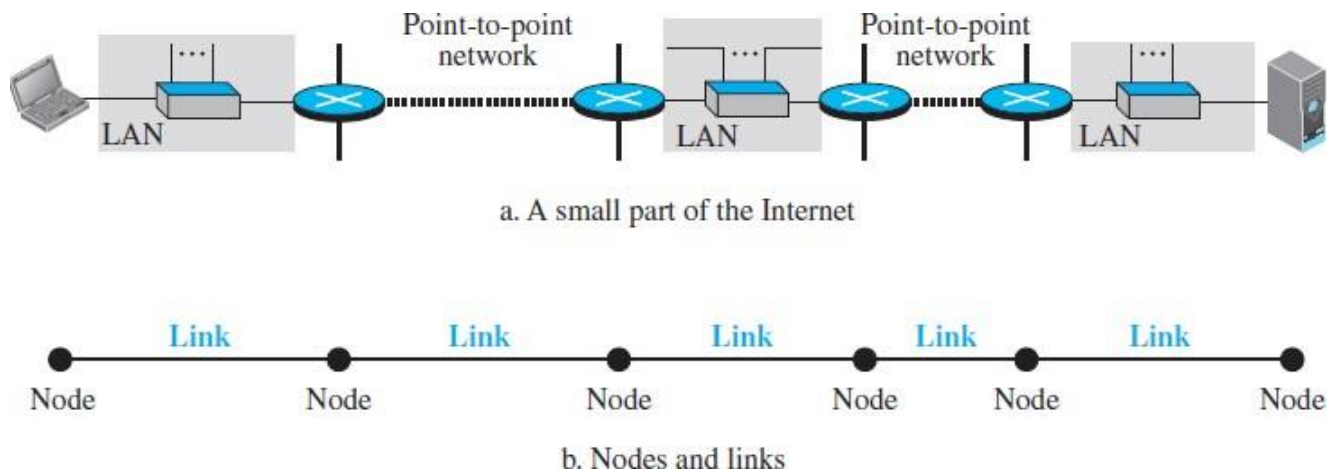 Point-to-point
network
Point-to-point
network
LAN
LAN
LAN
a. A small part of the Internet
Link
Link
Link
Link
Link
Node
Node
Node
Node
Node
Node
b. Nodes and links